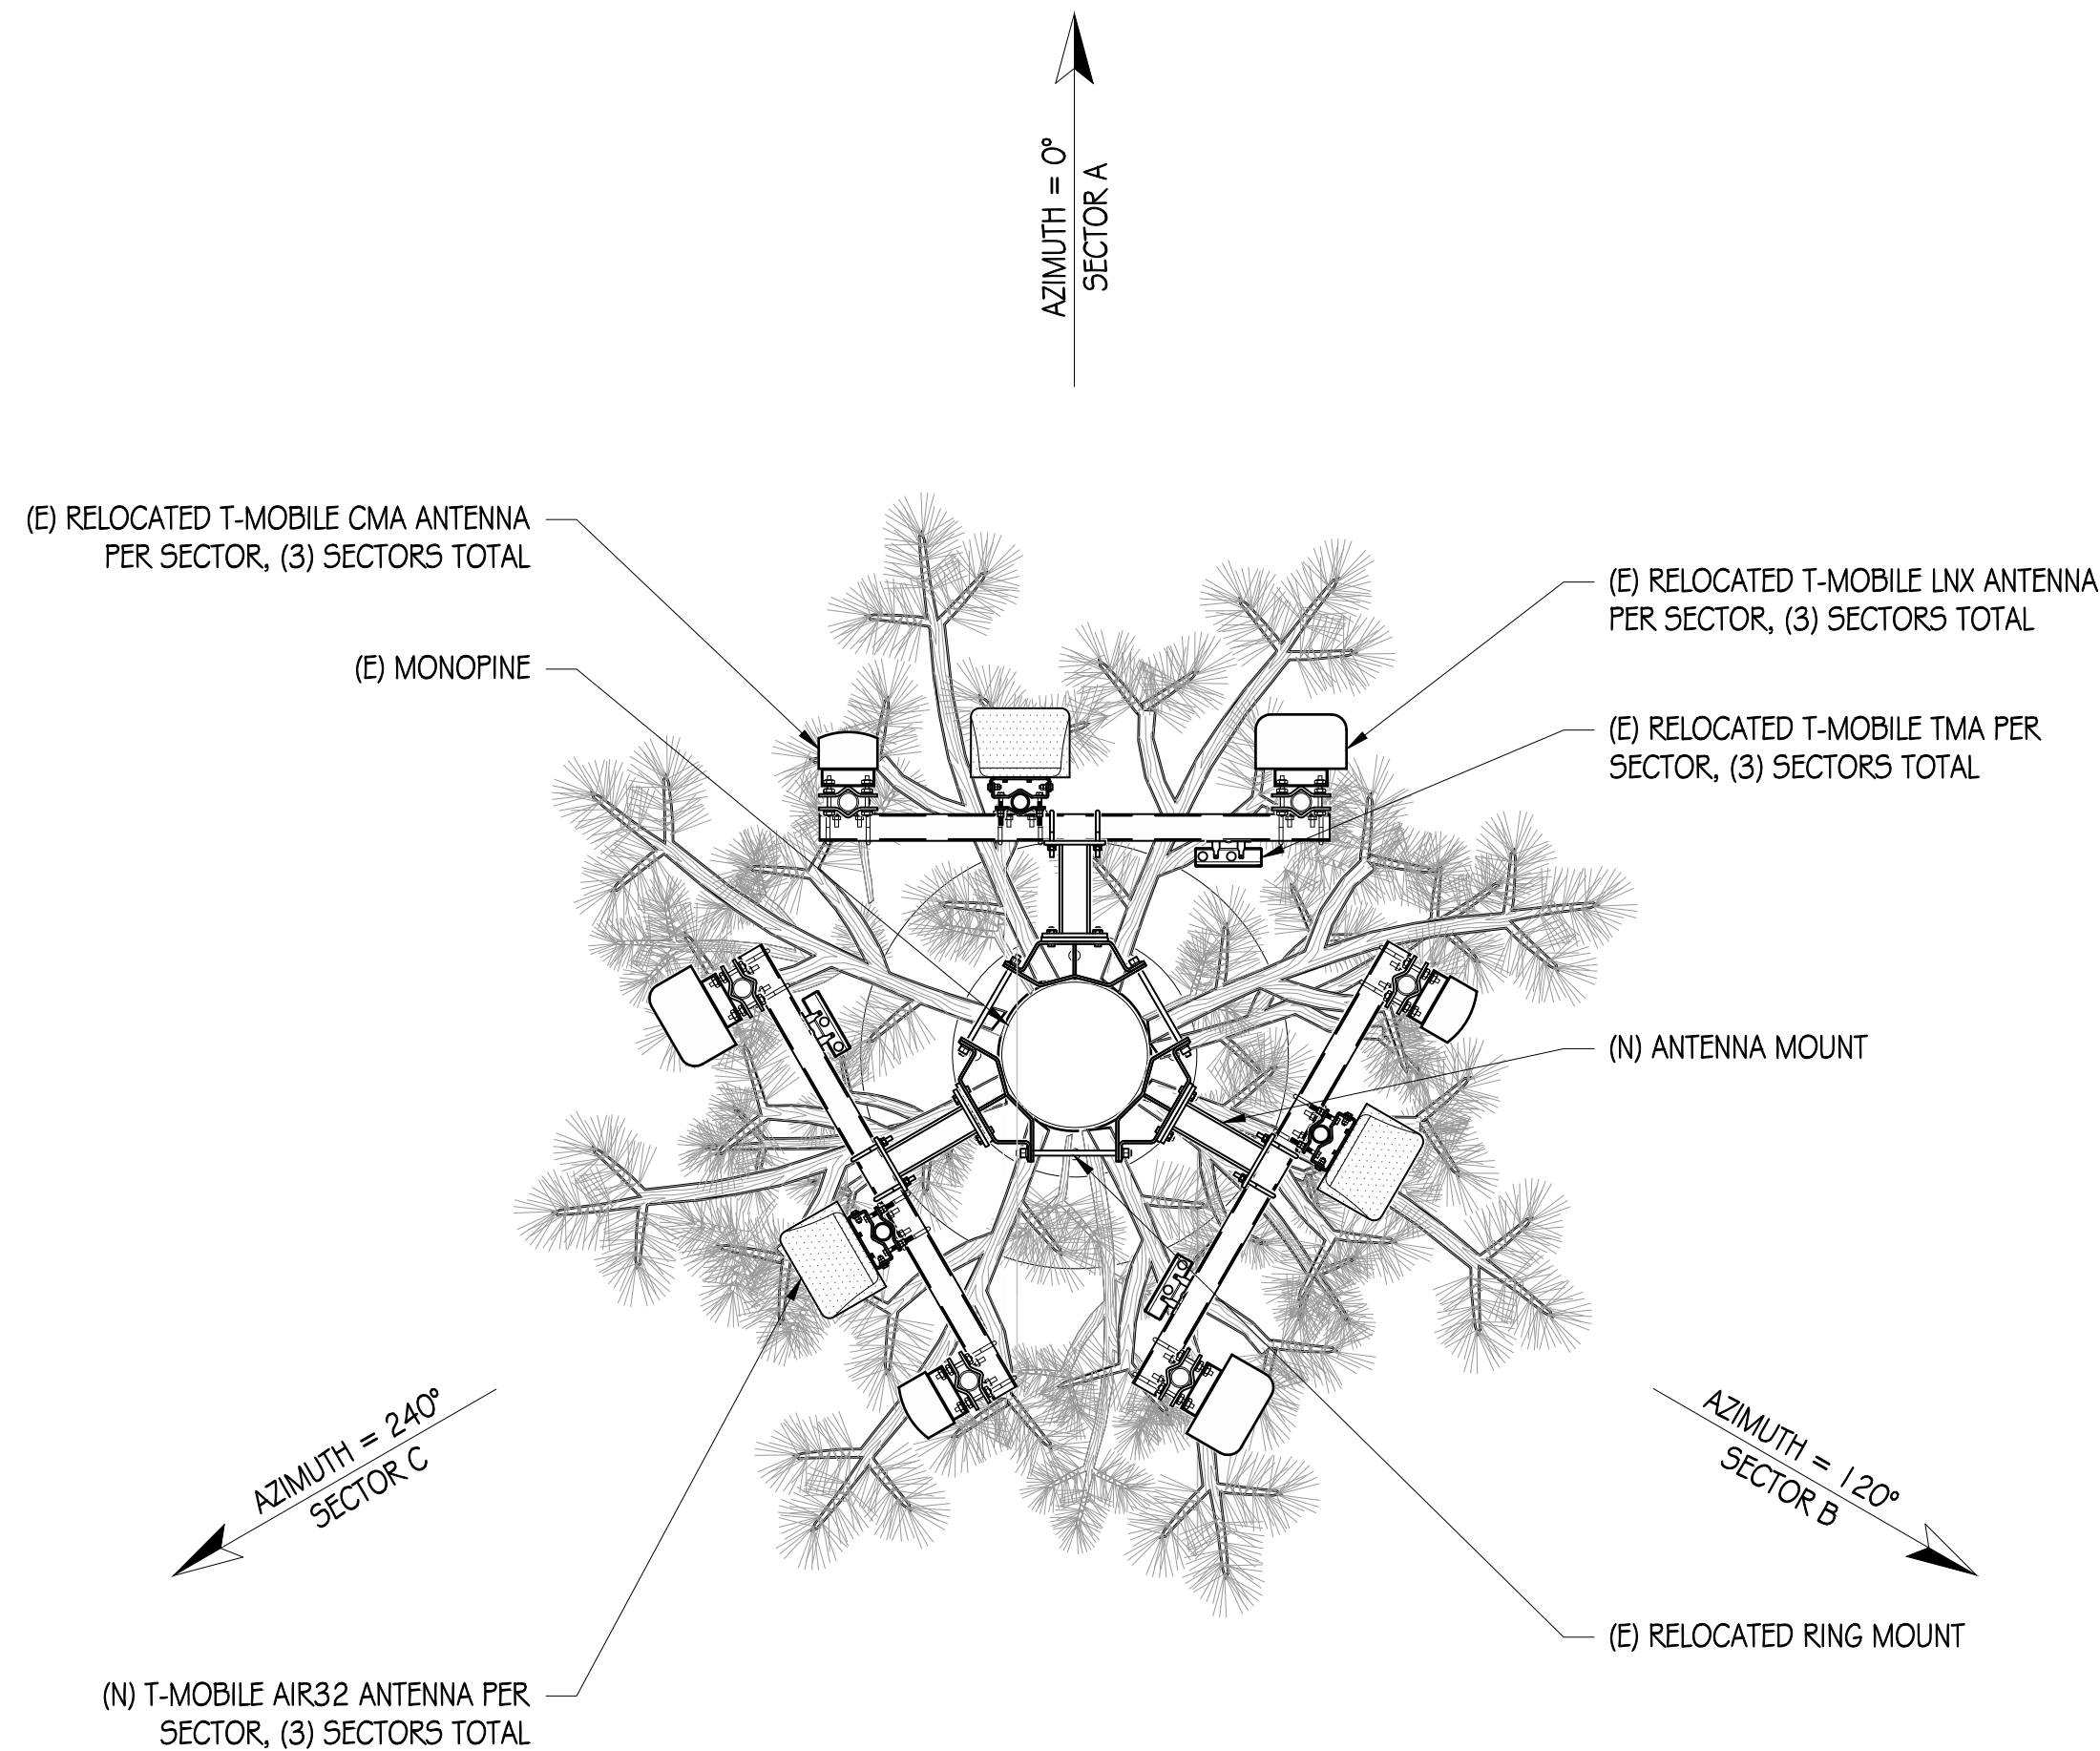 AZIMUTH = 0°
SECTOR A
(E) RELOCATED T-MOBILE CMA ANTENNA
PER SECTOR, (3) SECTORS TOTAL
(E) MONOPINE
(E) RELOCATED T-MOBILE LNX ANTENNA
PER SECTOR, (3) SECTORS TOTAL
(E) RELOCATED T-MOBILE TMA PER
SECTOR, (3) SECTORS TOTAL
(N) ANTENNA MOUNT
AZIMUTH = 240°
SECTOR C
AZIMUTH = 120°
SECTOR B
(E) RELOCATED RING MOUNT
(N) T-MOBILE AIR32 ANTENNA PER
SECTOR, (3) SECTORS TOTAL